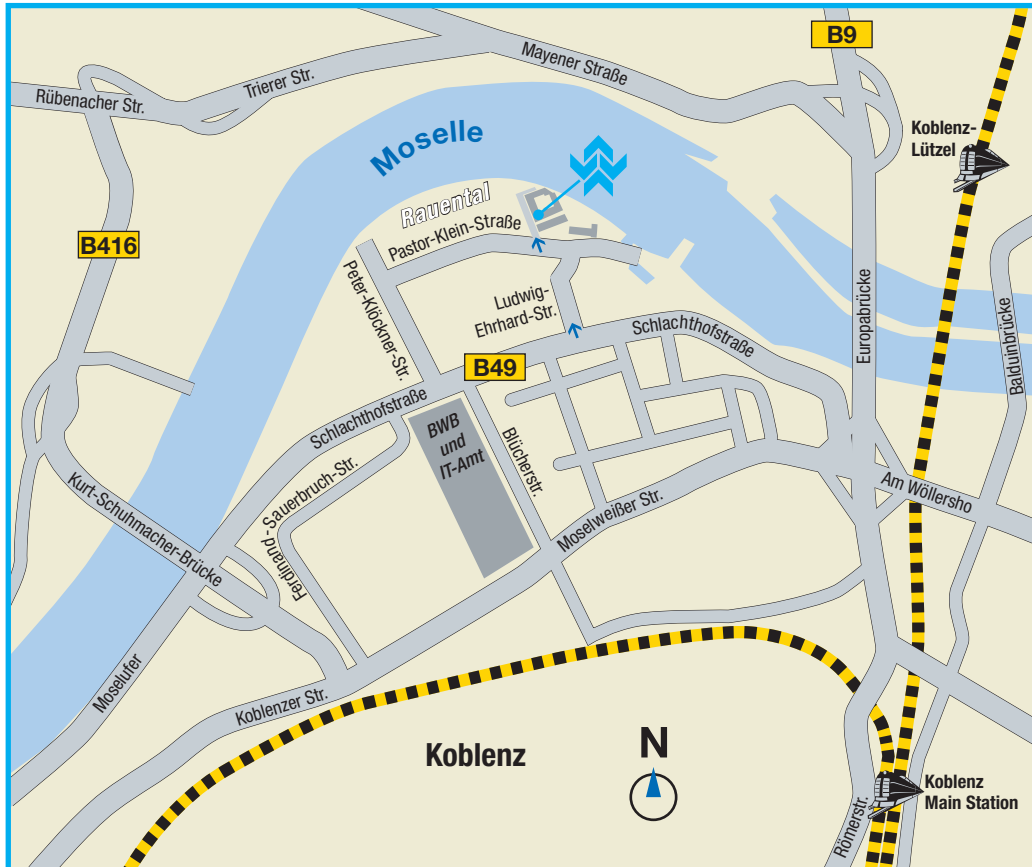 B9
Mayener Straße
Trierer Str.
Rübenacher Str.
Koblenz-
Lützel
Moselle
Rauental
Pastor-Klein-Straße
B416
Peter-Klöckner-Str.
Ludwig-
Ehrhard-Str.
Schlachthofstraße
Europabrücke
Balduinbrücke
B49
Schlachthofstraße
BWB
und
IT-Amt
Blücherstr.
Ferdinand-Sauerbruch-Str.
Kurt-Schuhmacher-Brücke
Moselweißer Str.
Am Wöllersho
Moselufer
Koblenzer Str.
Koblenz
N
Koblenz
Main Station
Römerstr.